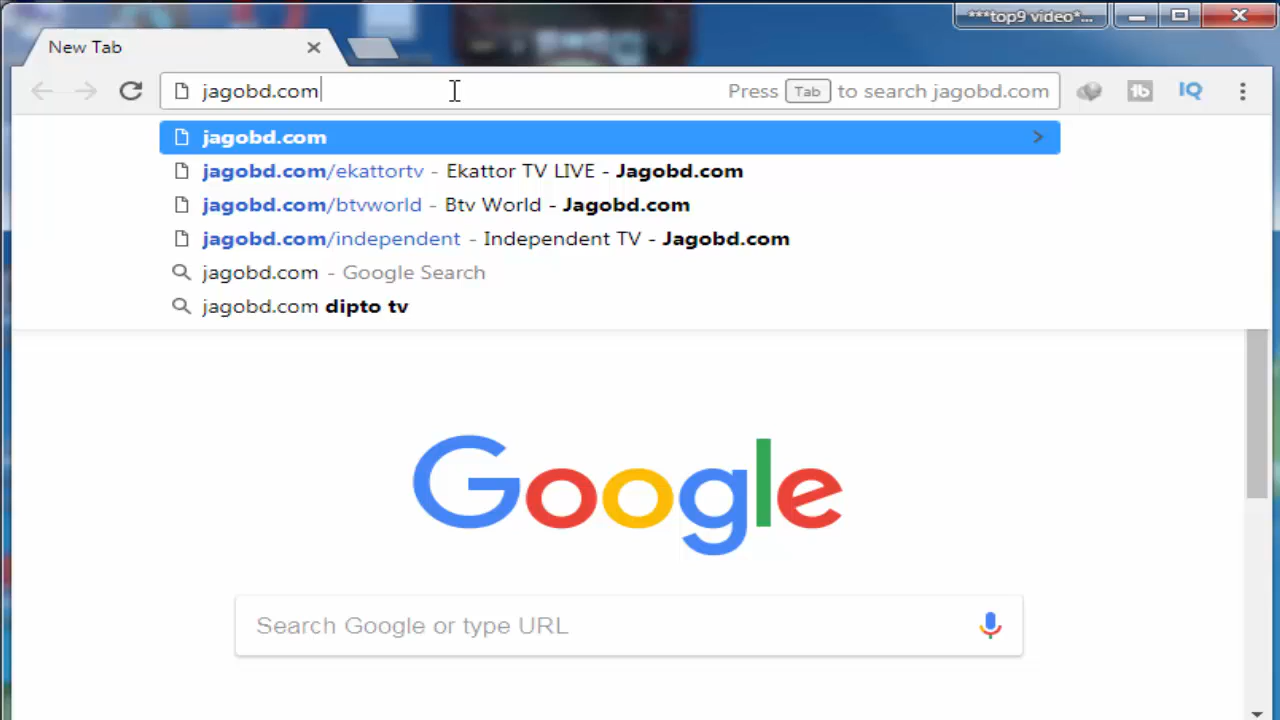 ***top9 video*...
New Tab
jagobd.com Press Tab to search jagobd.com
IQ
jagobd.com
jagobd.com/ekattortv - Ekattor TV LIVE - Jagobd.com
jagobd.com/btvworld - Btv World - Jagobd.com
jagobd.com/independent - Independent TV - Jagobd.com
jagobd.com - Google Search
jagobd.com dipto tv
Google
Search Google or type URL